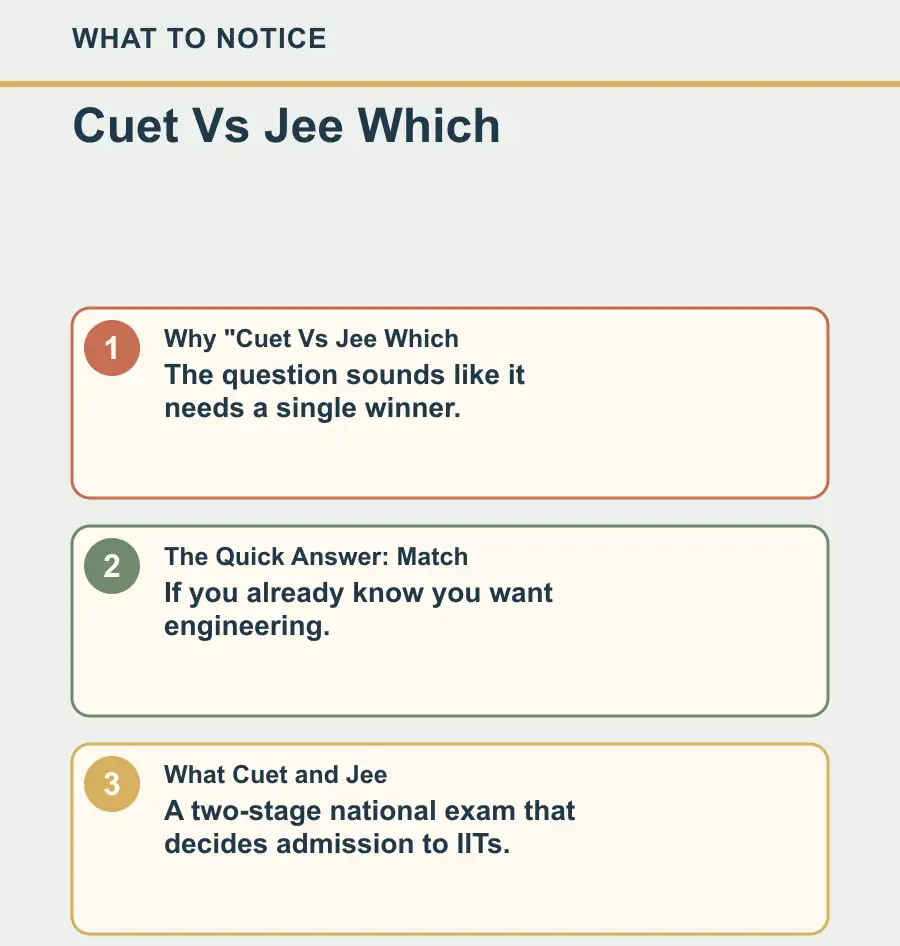 WHAT TO NOTICE
Cuet Vs Jee Which
1
Why "Cuet Vs Jee Which
The question sounds like it
needs a single winner.
2
The Quick Answer: Match
If you already know you want
engineering.
3
What Cuet and Jee
A two-stage national exam that
decides admission to IITs.